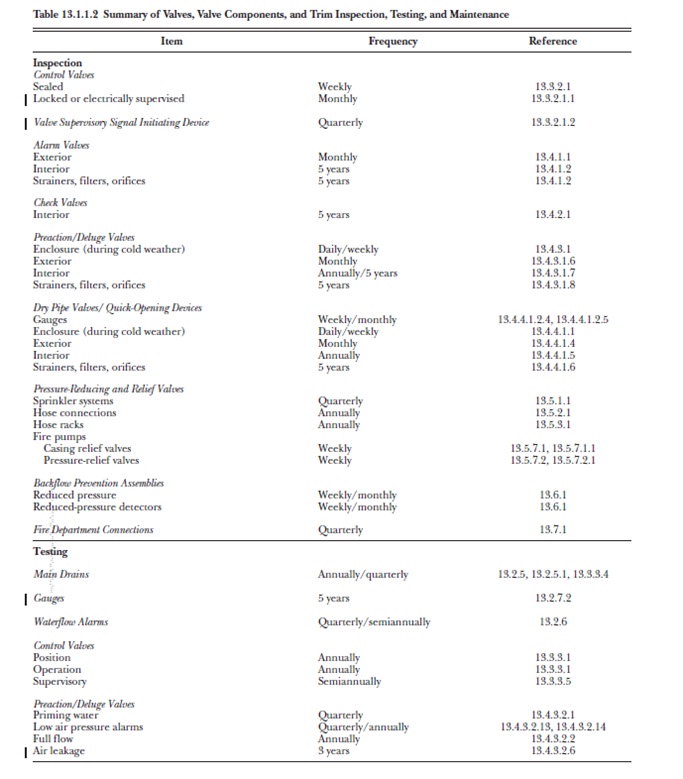 Table 13.1.1.2 Summary of Valves, Valve Components, and Trim Inspection, Testing, and Maintenance
Item Frequency Reference
Inspection
Control Valves
Sealed Weekly 13.3.2.1
Locked or electrically supervised Monthly 13.3.2.1.1
Valve Supervisory Signal Initiating Device Quarterly 13.3.2.1.2
Alarm Valves
Exterior Monthly 13.4.1.1
Interior 5 years 13.4.1.2
Strainers, filters, orifices 5 years 13.4.1.2
Check Valves
Interior 5 years 13.4.2.1
Preaction/Deluge Valves
Enclosure (during cold weather) Daily/weekly 13.4.3.1
Exterior Monthly 13.4.3.1.6
Interior Annually/5 years 13.4.3.1.7
Strainers, filters, orifices 5 years 13.4.3.1.8
Dry Pipe Valves/ Quick-Opening Devices
Gauges Weekly/monthly 13.4.4.1.2.4, 13.4.4.1.2.5
Enclosure (during cold weather) Daily/weekly 13.4.4.1.1
Exterior Monthly 13.4.4.1.4
Interior Annually 13.4.4.1.5
Strainers, filters, orifices 5 years 13.4.4.1.6
Pressure-Reducing and Relief Valves
Sprinkler systems Quarterly 13.5.1.1
Hose connections Annually 13.5.2.1
Hose racks Annually 13.5.3.1
Fire pumps
Casing relief valves Weekly 13.5.7.1, 13.5.7.1.1
Pressure-relief valves Weekly 13.5.7.2, 13.5.7.2.1
Backflow Prevention Assemblies
Reduced pressure Weekly/monthly 13.6.1
Reduced-pressure detectors Weekly/monthly 13.6.1
Fire Department Connections Quarterly 13.7.1
Testing
Main Drains Annually/quarterly 13.2.5, 13.2.5.1, 13.3.3.4
Gauges 5 years 13.2.7.2
Waterflow Alarms Quarterly/semiannually 13.2.6
Control Valves
Position Annually 13.3.3.1
Operation Annually 13.3.3.1
Supervisory Semiannually 13.3.3.5
Preaction/Deluge Valves
Priming water Quarterly 13.4.3.2.1
Low air pressure alarms Quarterly/annually 13.4.3.2.13, 13.4.3.2.14
Full flow Annually 13.4.3.2.2
Air leakage 3 years 13.4.3.2.6